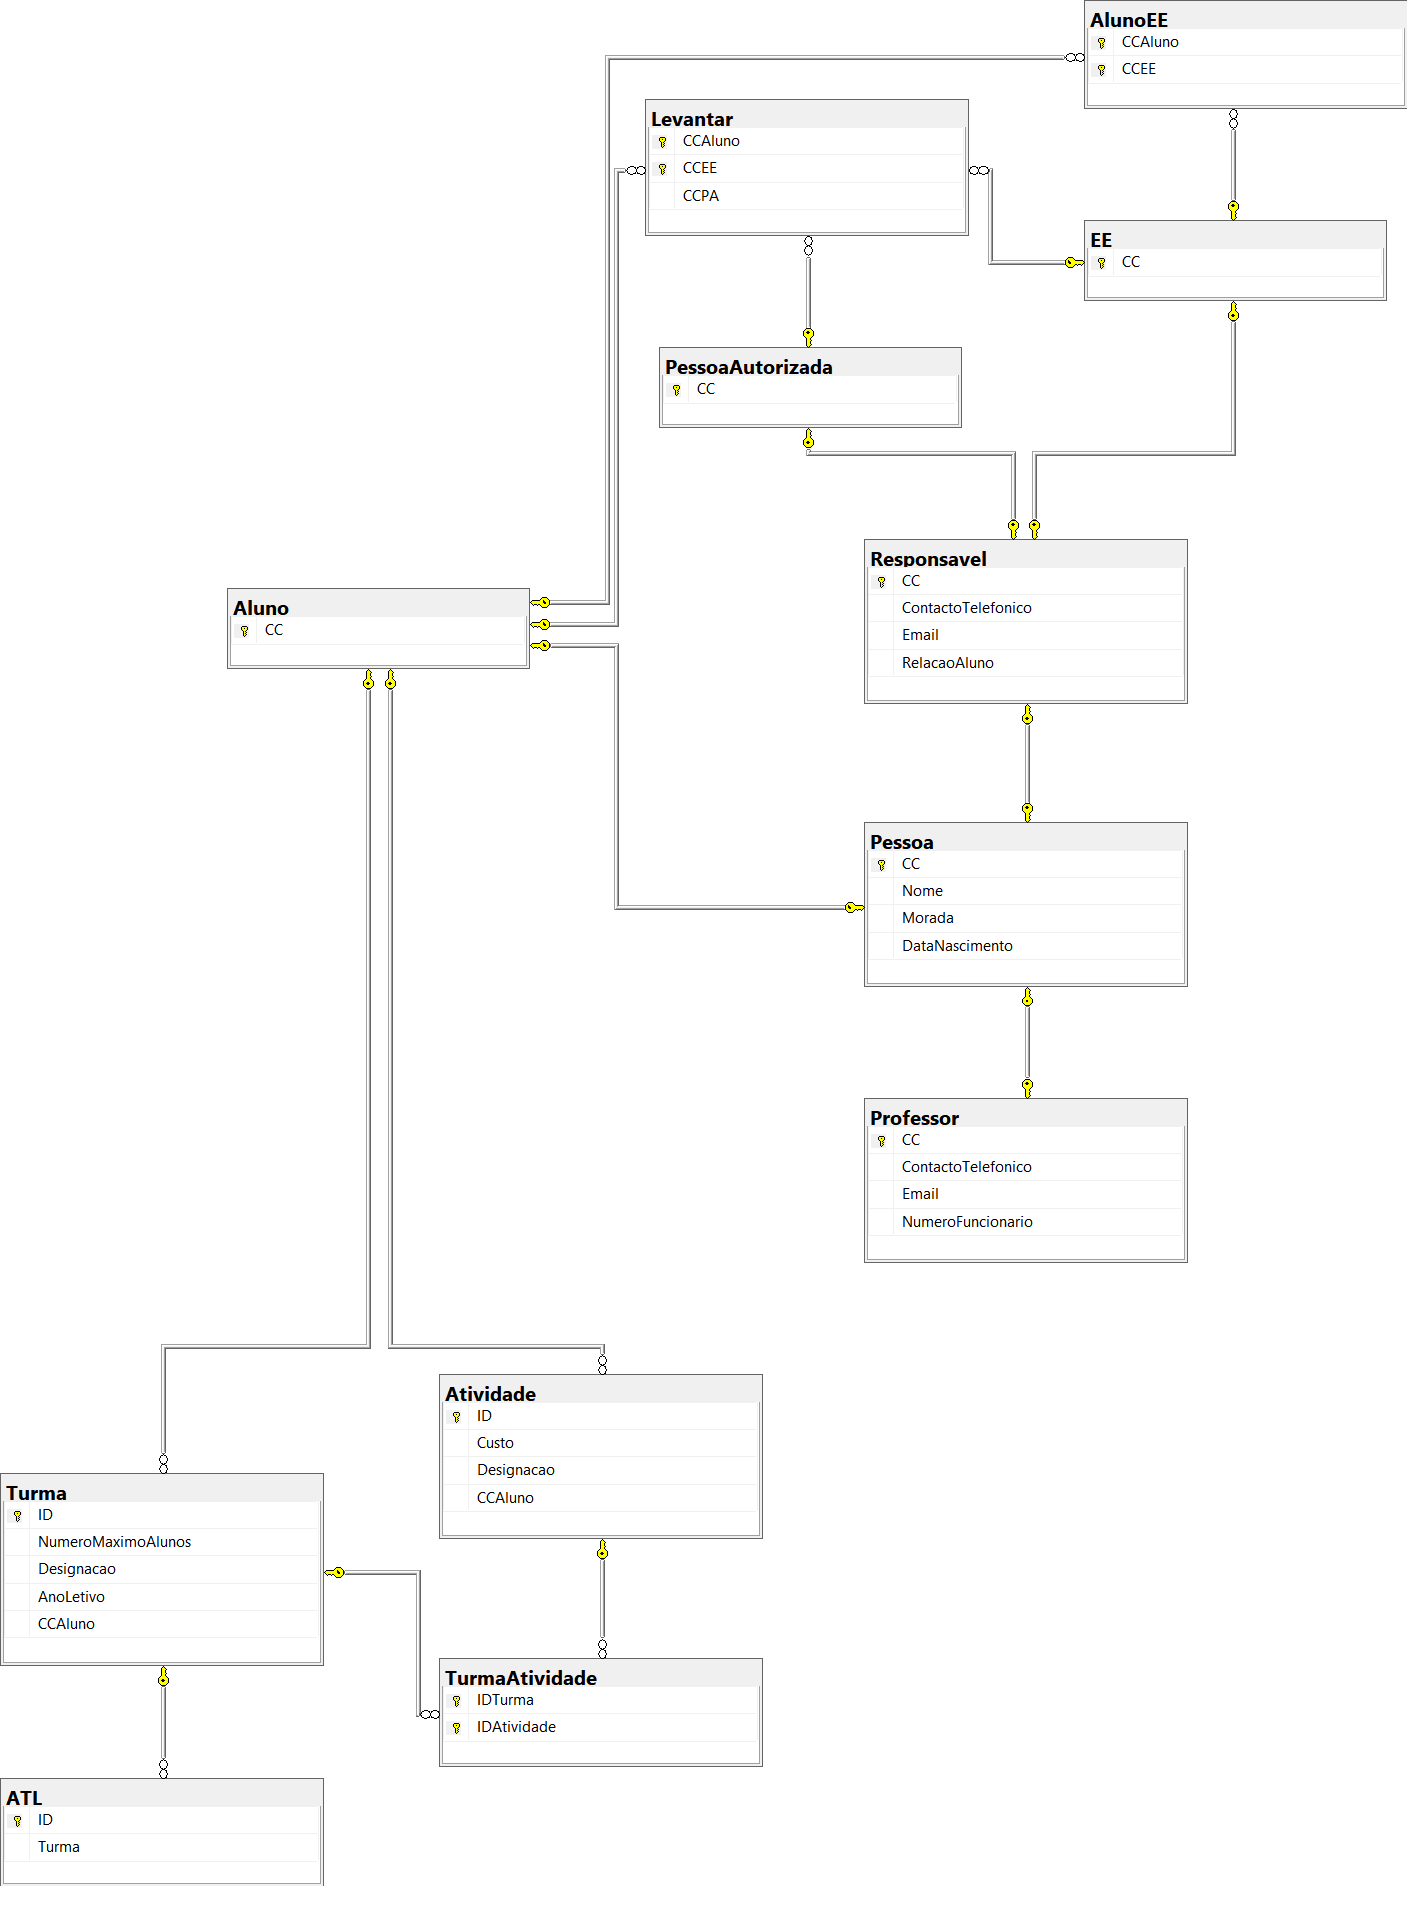 AlunoEE
CCAluno
CCEE
Levantar
CCAluno
CCEE
CCPA
EE
CC
PessoaAutorizada
CC
Responsavel
CC
ContactoTelefonico
Email
RelacaoAluno
Aluno
CC
Pessoa
CC
Nome
Morada
DataNascimento
Professor
CC
ContactoTelefonico
Email
NumeroFuncionario
Atividade
ID
Custo
Designacao
CCAluno
Turma
ID
NumeroMaximoAlunos
Designacao
AnoLetivo
CCAluno
TurmaAtividade
IDTurma
IDAtividade
ATL
ID
Turma